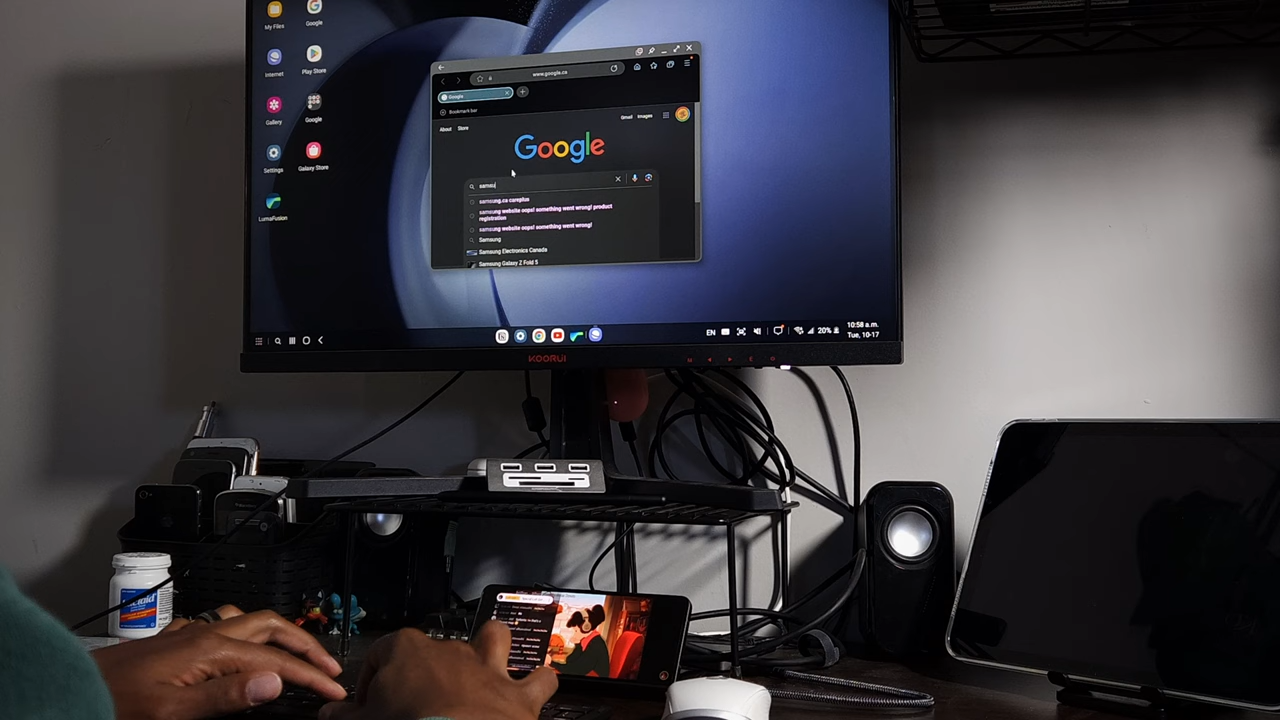 My Files
Google
Internet
Play Store
Gallery
Google
Settings
Galaxy Store
LumaFusion
www.google.ca
Google
Bookmark bar
About
Store
Gmail
Images
Google
samsu
samsung.ca careplus
samsung website oops! something went wrong! product
registration
samsung website oops! something went wrong!
Samsung
Samsung Electronics Canada
Samsung Galaxy Z Fold 5
EN
20%
10:58 a.m.
Tue, 10-17
KOORUI